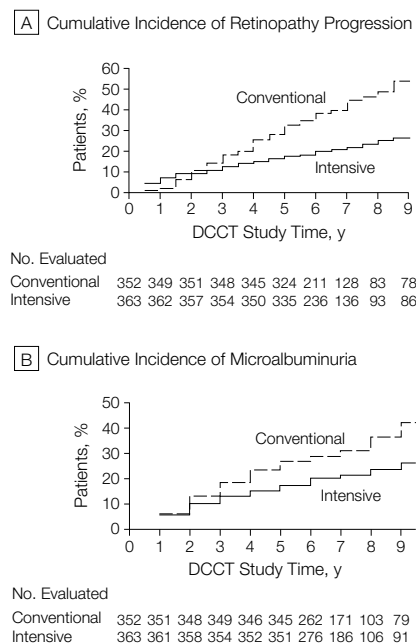 A Cumulative Incidence of Retinopathy Progression
60
50
40
30
20
10
0
Patients, %
Conventional
Intensive
0 1 2 3 4 5 6 7 8 9
DCCT Study Time, y
No. Evaluated
Conventional 352 349 351 348 345 324 211 128 83 78
Intensive 363 362 357 354 350 335 236 136 93 86
B Cumulative Incidence of Microalbuminuria
50
40
30
20
10
0
Patients, %
Conventional
Intensive
0 1 2 3 4 5 6 7 8 9
DCCT Study Time, y
No. Evaluated
Conventional 352 351 348 349 346 345 262 171 103 79
Intensive 363 361 358 354 352 351 276 186 106 91